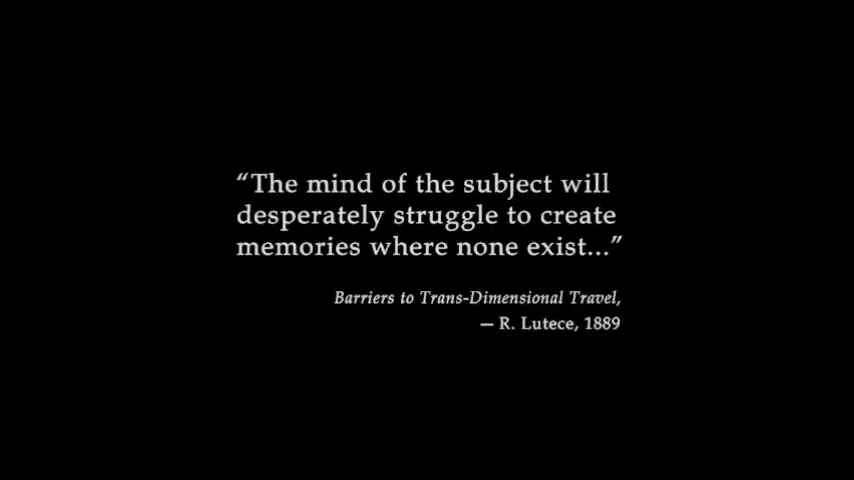 “The mind of the subject will
desperately struggle to create
memories where none exist...”
Barriers to Trans-Dimensional Travel,
— R. Lutece, 1889